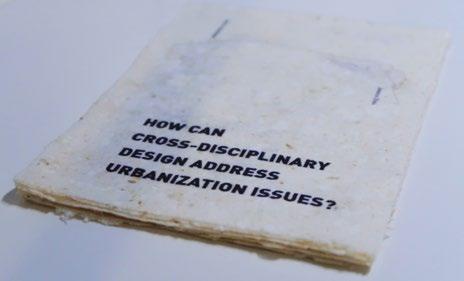 HOW CAN
CROSS-DISCIPLINARY
DESIGN ADDRESS
URBANIZATION ISSUES?